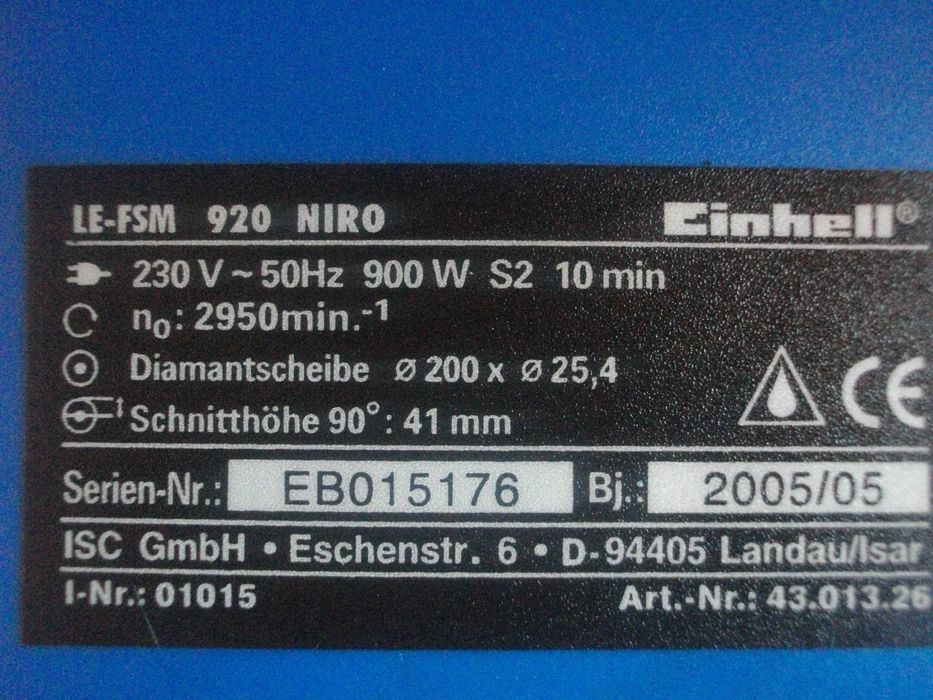 LE-FSM 920 NIRO Einhell®
230 V ~ 50Hz 900 W S2 10 min
n₀: 2950min.⁻¹
Diamantscheibe ⌀ 200 x ⌀ 25,4
Schnitthöhe 90°: 41 mm
CE
Serien-Nr.: EB015176 Bj.: 2005/05
ISC GmbH • Eschenstr. 6 • D-94405 Landau/Isar
I-Nr.: 01015 Art.-Nr.: 43.013.26